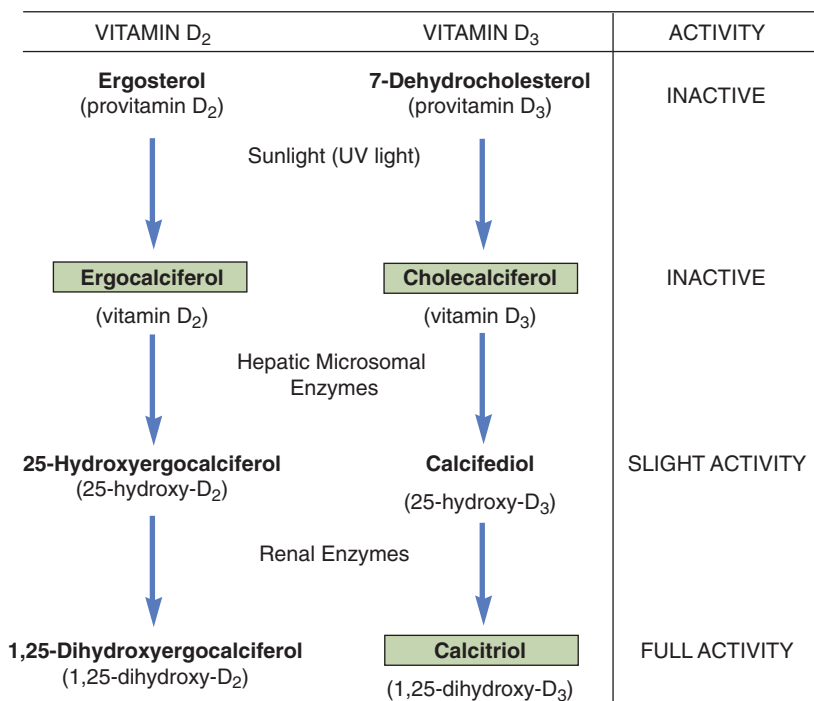 VITAMIN D2 VITAMIN D3 ACTIVITY
Ergosterol 7-Dehydrocholesterol
(provitamin D2) (provitamin D3) INACTIVE
Sunlight (UV light)
Ergocalciferol Cholecalciferol INACTIVE
(vitamin D2) (vitamin D3)
Hepatic Microsomal
Enzymes
25-Hydroxyergocalciferol Calcifediol SLIGHT ACTIVITY
(25-hydroxy-D2) (25-hydroxy-D3)
Renal Enzymes
1,25-Dihydroxyergocalciferol Calcitriol FULL ACTIVITY
(1,25-dihydroxy-D2) (1,25-dihydroxy-D3)